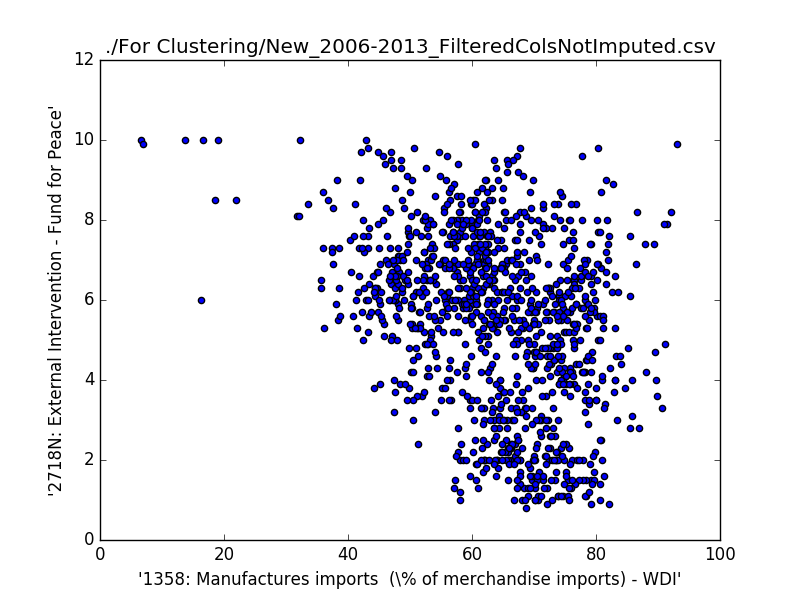 ./For Clustering/New_2006-2013_FilteredColsNotImputed.csv
12
10
8
6
4
2
0
'2718N: External Intervention - Fund for Peace'
0 20 40 60 80 100
'1358: Manufactures imports  (\% of merchandise imports) - WDI'